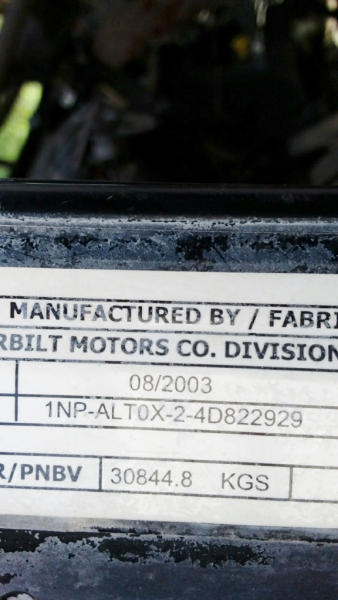 MANUFACTURED BY / FABRI
RBILT MOTORS CO. DIVISION
08/2003
1NP-ALT0X-2-4D822929
R/PNBV 30844.8 KGS